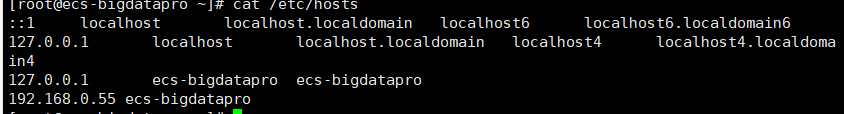 [root@ecs-bigdatapro ~]# cat /etc/hosts
::1 localhost localhost.localdomain localhost6 localhost6.localdomain6
127.0.0.1 localhost localhost.localdomain localhost4 localhost4.localdoma
in4
127.0.0.1 ecs-bigdatapro ecs-bigdatapro
192.168.0.55 ecs-bigdatapro